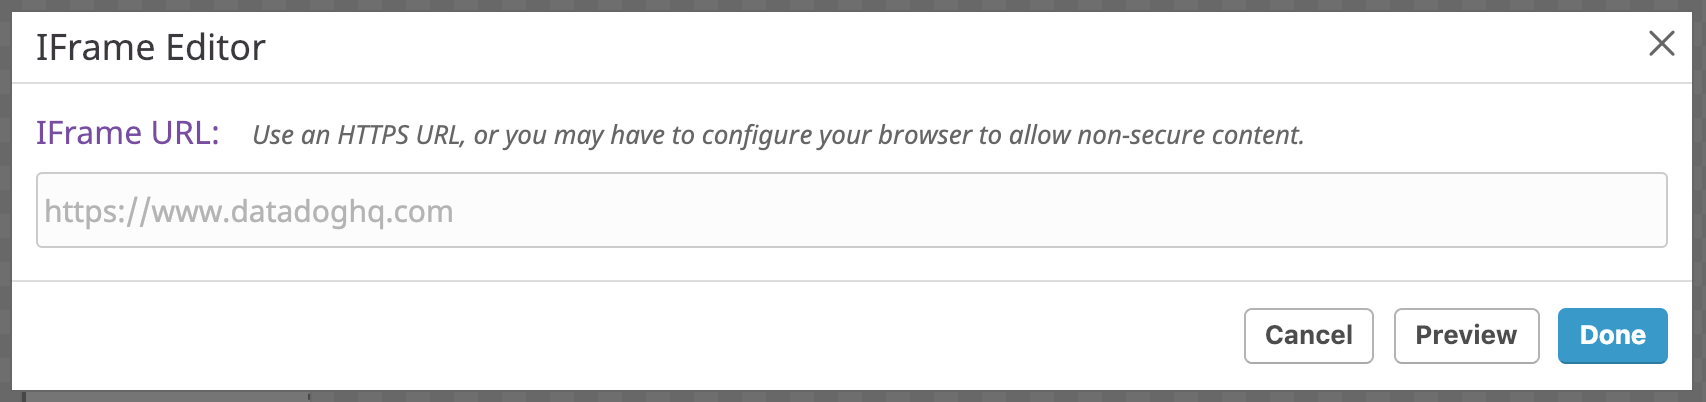 IFrame Editor
IFrame URL: Use an HTTPS URL, or you may have to configure your browser to allow non-secure content.
https://www.datadoghq.com
Cancel Preview Done